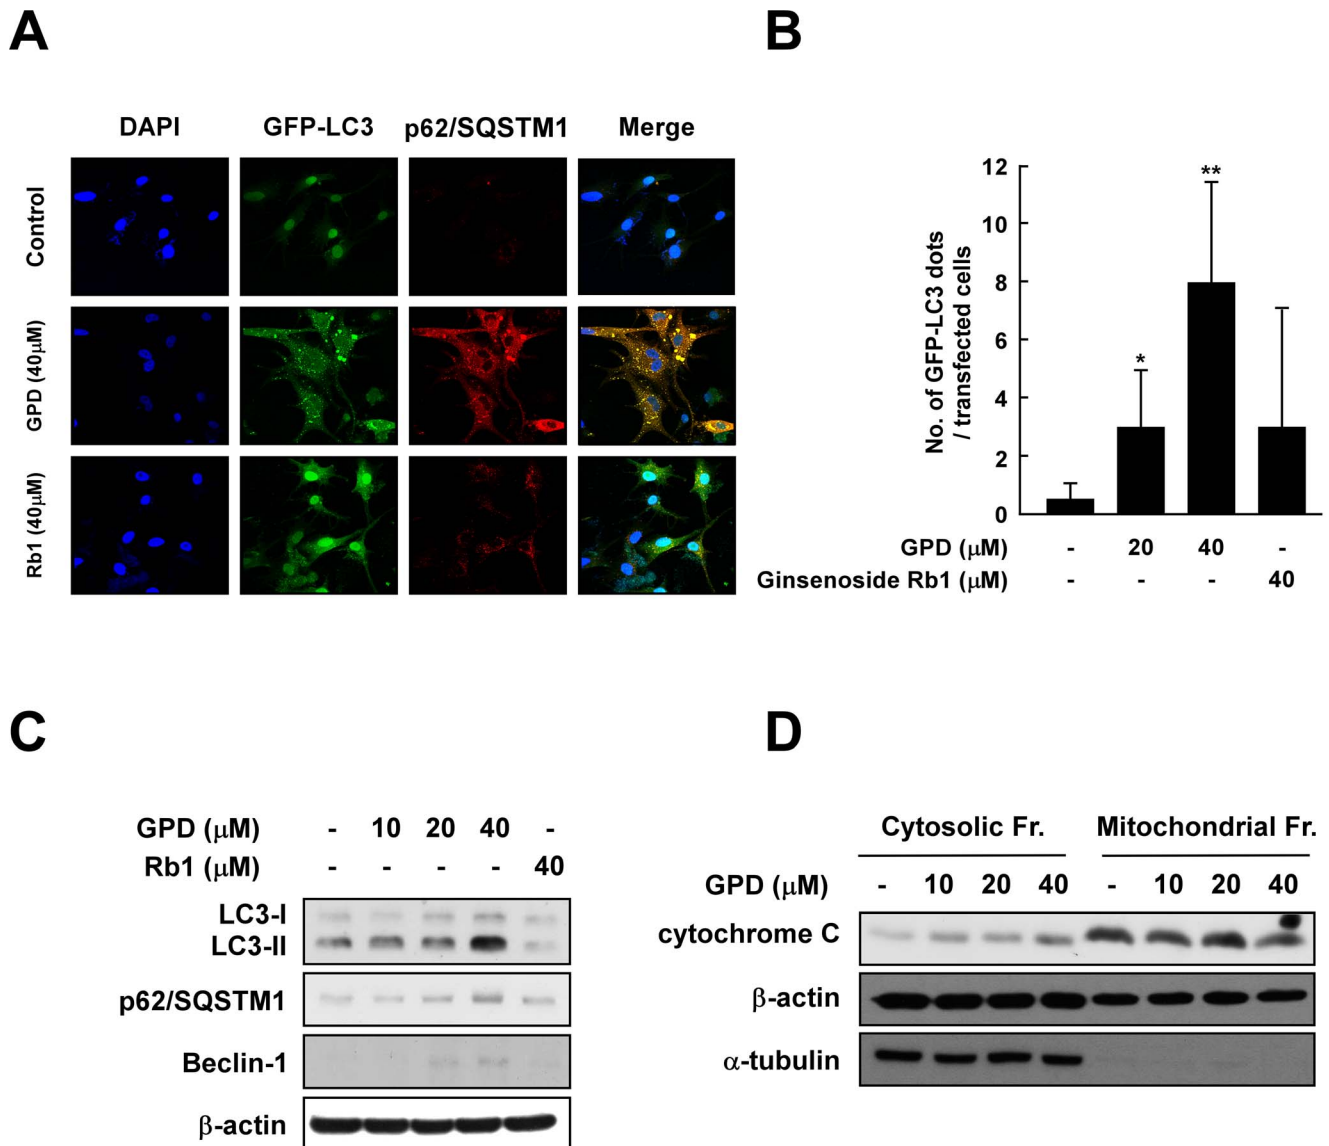 A
DAPI GFP-LC3 p62/SQSTM1 Merge
Control
GPD (40μM)
Rb1 (40μM)
B
No. of GFP-LC3 dots
/ transfected cells
12
10
8
6
4
2
0
*
**
GPD (μM) - 20 40 -
Ginsenoside Rb1 (μM) - - - 40
C
GPD (μM) - 10 20 40 -
Rb1 (μM) - - - - 40
LC3-I
LC3-II
p62/SQSTM1
Beclin-1
β-actin
D
Cytosolic Fr. Mitochondrial Fr.
GPD (μM) - 10 20 40 - 10 20 40
cytochrome C
β-actin
α-tubulin